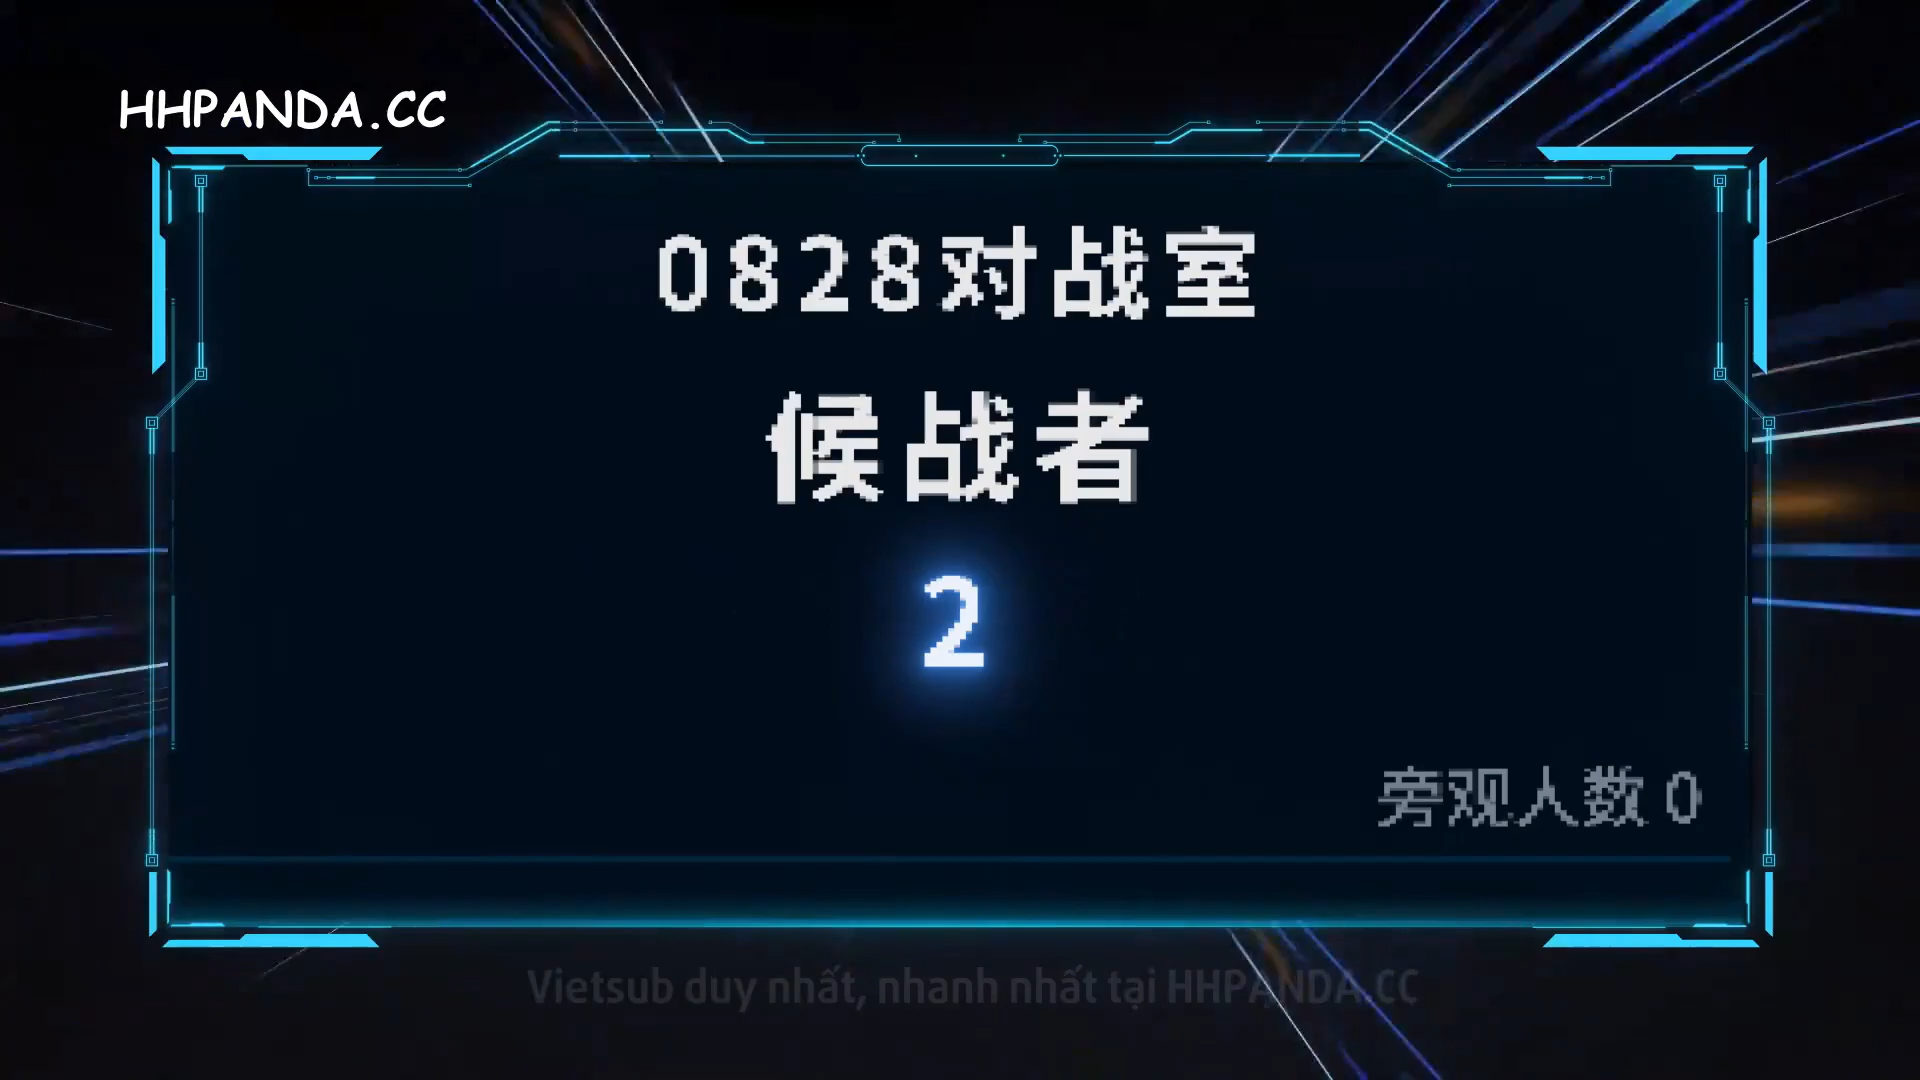 HHPANDA.CC
0828对战室
候战者
2
旁观人数 0
Vietsub duy nhất, nhanh nhất tại HHPANDA.CC